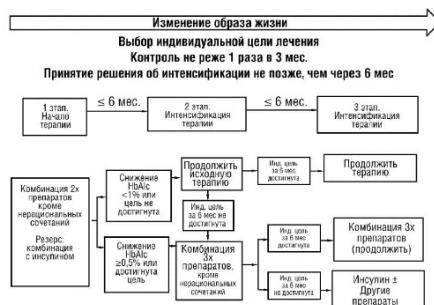 Изменение образа жизни
Выбор индивидуальной цели лечения
Контроль не реже 1 раза в 3 мес.
Принятие решения об интенсификации не позже, чем через 6 мес
1 этап.
Начало
терапии
≤ 6 мес.
2 этап.
Интенсификация
терапии
≤ 6 мес.
3 этап.
Интенсификация
терапии
Комбинация 2х
препаратов
кроме
нерациональных
сочетаний
Резерс: комбинация
с инсулином
Снижение
HbAlc
<1% или
цель не
достигнута
Продолжить
исходную
терапию
Инд. цель
за 6 мес
достигнута
Продолжить
терапию
Инд. цель
за 6 мес не
достигнута
Снижение
HbAlc
≥0,5% или
достигнута
цель
Комбинация
3х
препаратов,
кроме
нерациональных
сочетаний
Инд. цель
за 6 мес
достигнута
Комбинация 3х
препаратов
(продолжить)
Инд. цель
за 6 мес
не достигнута
Инсулин ±
Другие
препараты